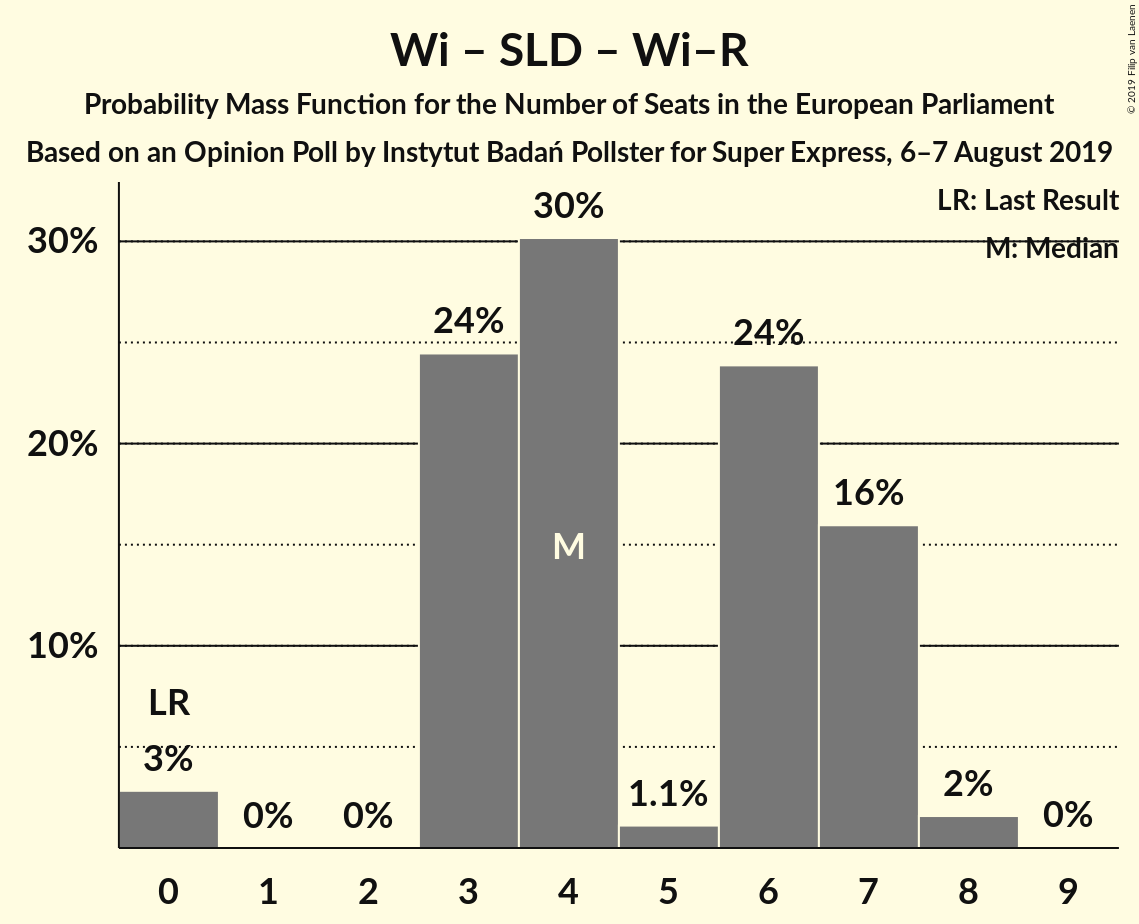 Wi – SLD – Wi–R
Probability Mass Function for the Number of Seats in the European Parliament
Based on an Opinion Poll by Instytut Badań Pollster for Super Express, 6–7 August 2019
© 2019 Filip van Laenen
LR: Last Result
M: Median
30%
20%
10%
LR
3%
0%
0%
24%
30%
M
1.1%
24%
16%
2%
0%
0 1 2 3 4 5 6 7 8 9